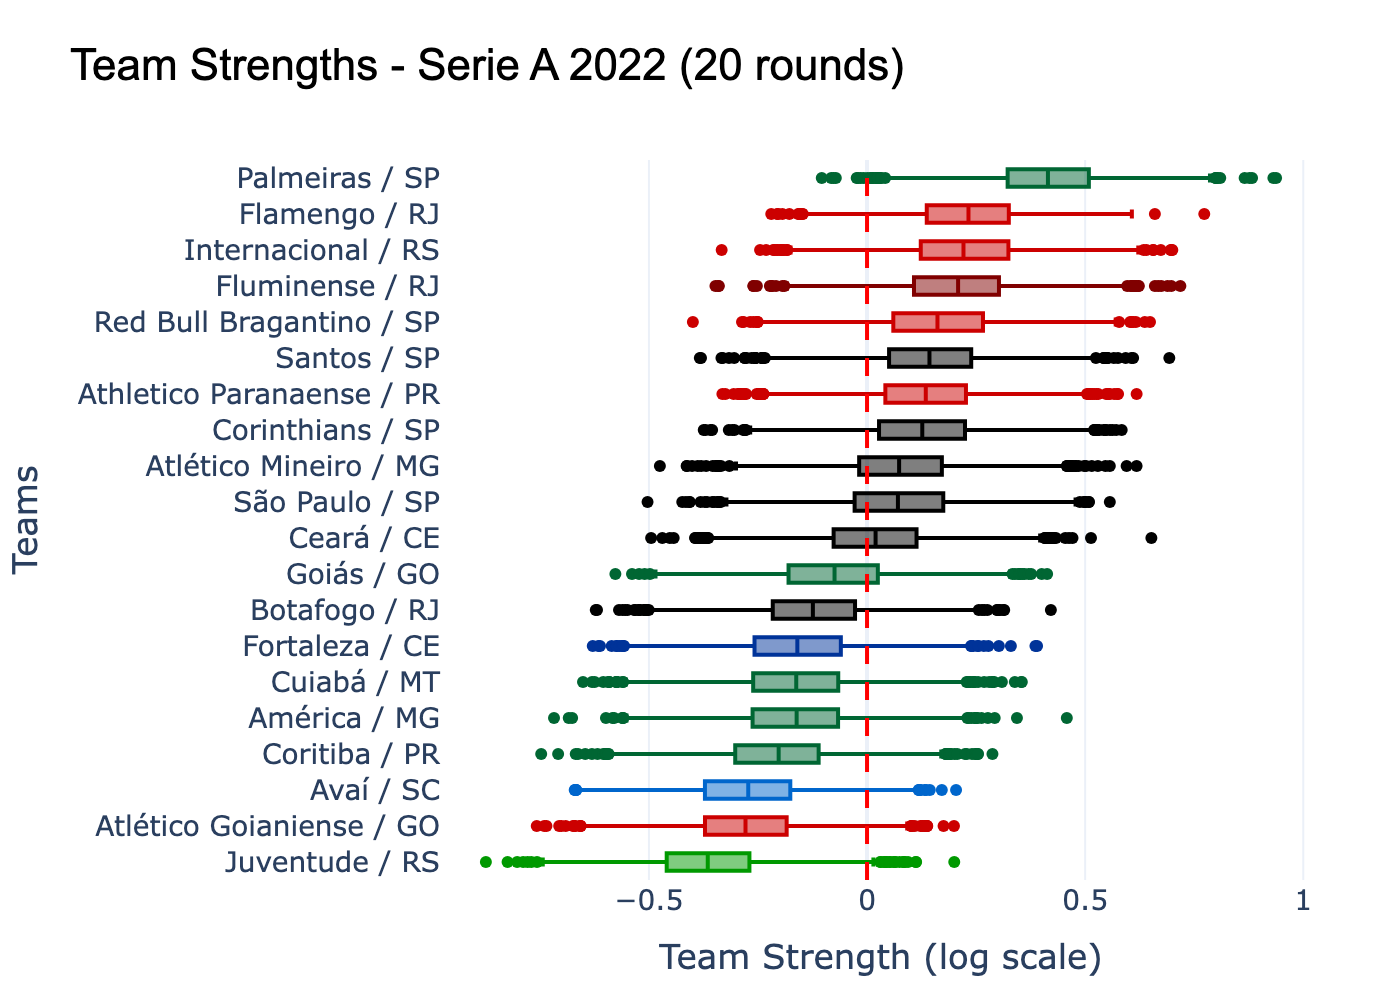 Team Strengths - Serie A 2022 (20 rounds)
Palmeiras / SP
Flamengo / RJ
Internacional / RS
Fluminense / RJ
Red Bull Bragantino / SP
Santos / SP
Athletico Paranaense / PR
Corinthians / SP
Atlético Mineiro / MG
São Paulo / SP
Ceará / CE
Goiás / GO
Botafogo / RJ
Fortaleza / CE
Cuiabá / MT
América / MG
Coritiba / PR
Avaí / SC
Atlético Goianiense / GO
Juventude / RS
Teams
−0.5 0 0.5 1
Team Strength (log scale)